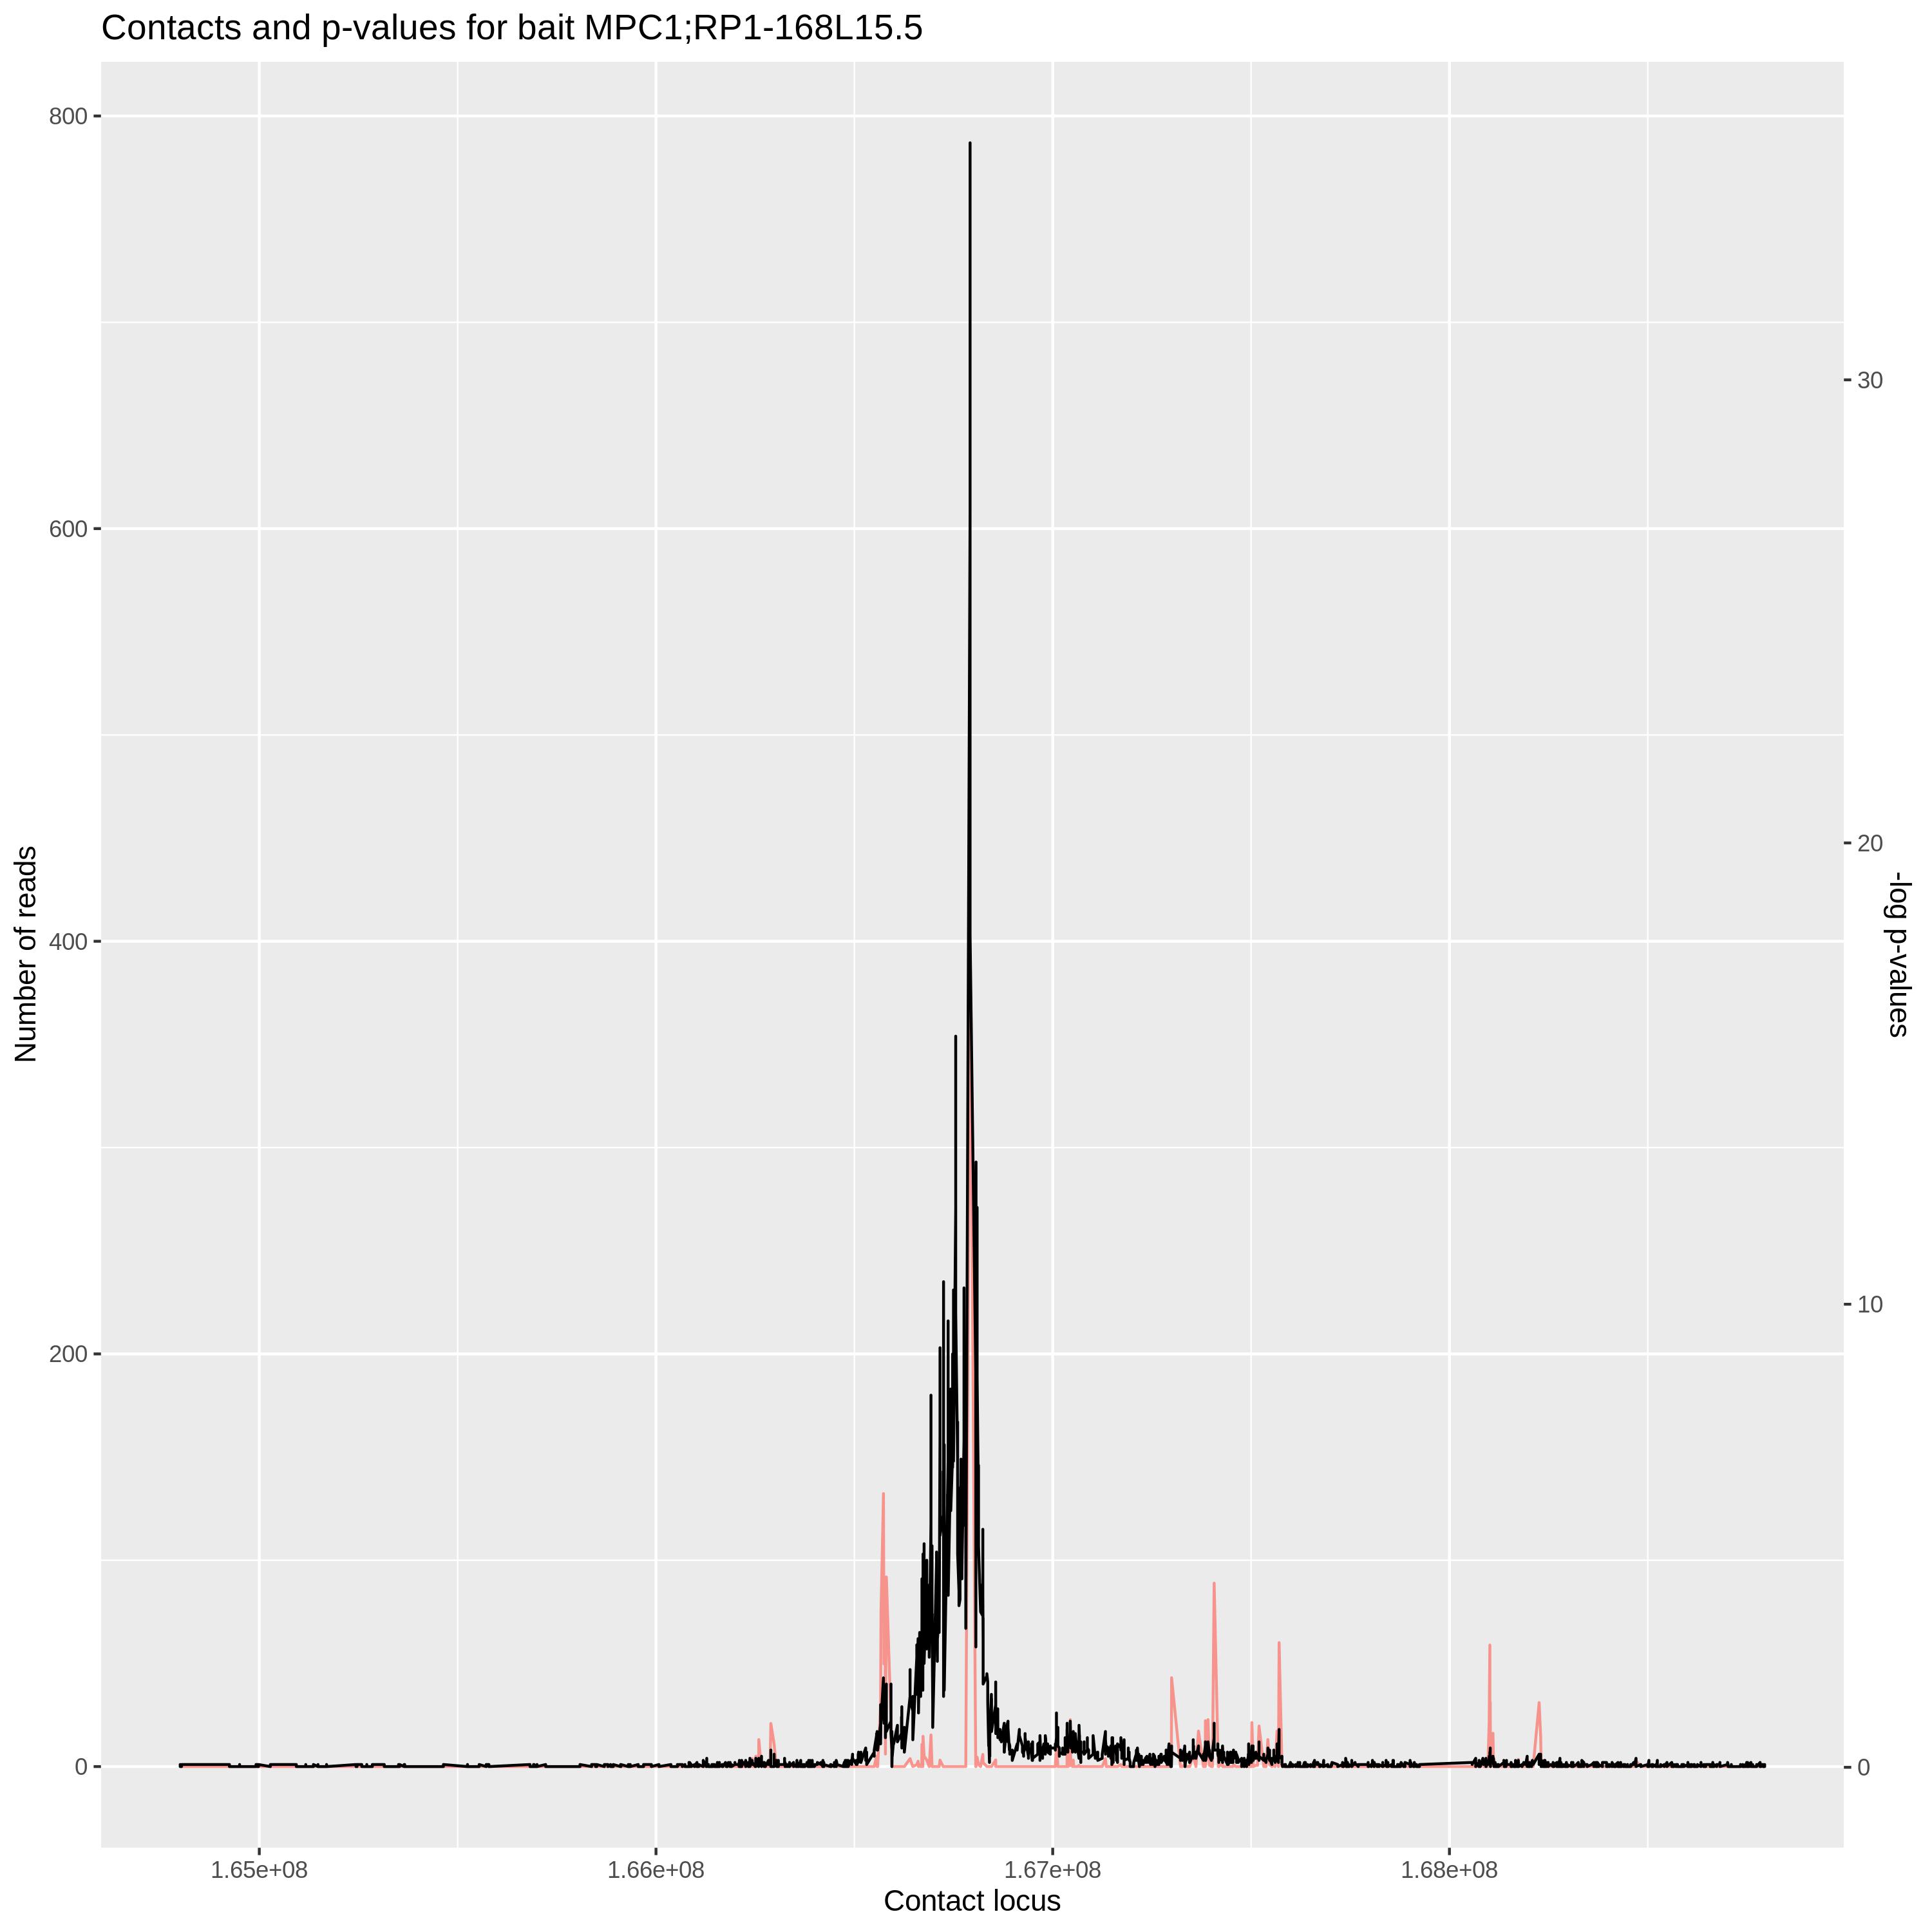 Contacts and p-values for bait MPC1;RP1-168L15.5
800
600
400
200
0
Number of reads
30
20
10
0
-log p-values
1.65e+08
1.66e+08
1.67e+08
1.68e+08
Contact locus